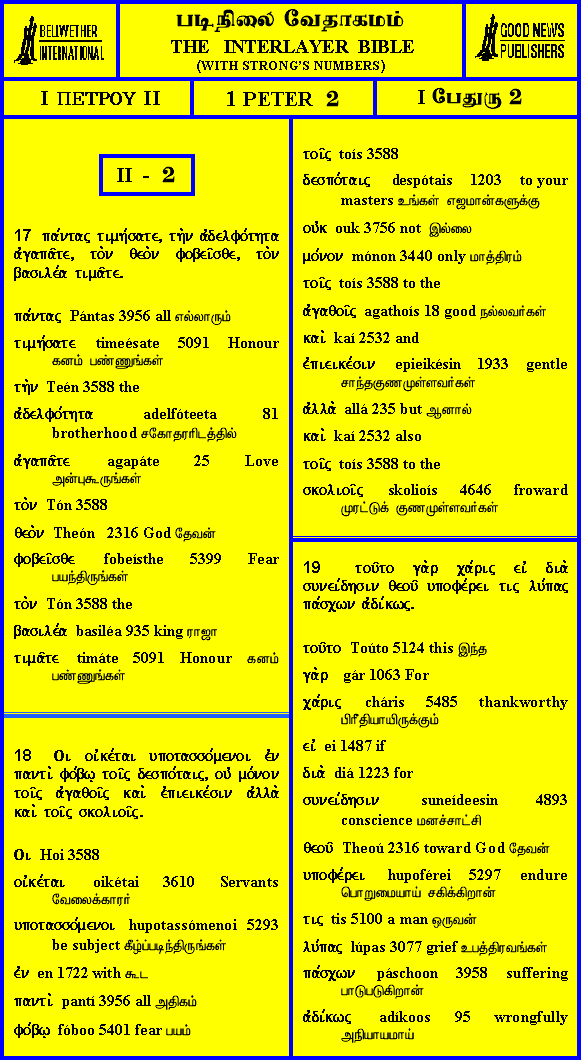 BELLWETHER
INTERNATIONAL
படிநிலை வேதாகமம்
THE INTERLAYER BIBLE
(WITH STRONG'S NUMBERS)
GOOD NEWS
PUBLISHERS
I ΠΕΤΡΟΥ II
1 PETER 2
I பேதுரு 2
II - 2
17 πάντας τιμήσατε, τὴν ἀδελφότητα
ἀγαπᾶτε, τὸν θεὸν φοβεῖσθε, τὸν
βασιλέα τιμᾶτε.
πάντας Pántas 3956 all எல்லாரும்
τιμήσατε timeésate 5091 Honour
கனம் பண்ணுங்கள்
τὴν Teén 3588 the
ἀδελφότητα adelfóteeta 81
brotherhood சகோதரரிடத்தில்
ἀγαπᾶτε agapáte 25 Love
அன்புகூருங்கள்
τὸν Tón 3588
θεὸν Theón 2316 God தேவன்
φοβεῖσθε fobeísthe 5399 Fear
பயந்திருங்கள்
τὸν Tón 3588 the
βασιλέα basiléa 935 king ராஜா
τιμᾶτε timáte 5091 Honour கனம்
பண்ணுங்கள்
18 Οι οἰκέται υποτασσόμενοι ἐν
παντὶ φόβῳ τοῖς δεσπόταις, οὐ μόνον
τοῖς ἀγαθοῖς καὶ ἐπιεικέσιν ἀλλὰ
καὶ τοῖς σκολιοῖς.
Οι Hoi 3588
οἰκέται oikétai 3610 Servants
வேலைக்காரர்
υποτασσόμενοι hupotassómenoi 5293
be subject கீழ்ப்படிந்திருங்கள்
ἐν en 1722 with கூட
παντὶ pantí 3956 all அதிகம்
φόβῳ fóboo 5401 fear பயம்
τοῖς toís 3588
δεσπόταις despótais 1203 to your
masters உங்கள் எஜமான்களுக்கு
οὐκ ouk 3756 not இல்லை
μόνον mónon 3440 only மாத்திரம்
τοῖς toís 3588 to the
ἀγαθοῖς agathoís 18 good நல்லவர்கள்
καὶ kaí 2532 and
ἐπιεικέσιν epieikésin 1933 gentle
சாந்தகுணமுள்ளவர்கள்
ἀλλὰ allá 235 but ஆனால்
καὶ kaí 2532 also
τοῖς toís 3588 to the
σκολιοῖς skolioís 4646 froward
முரட்டுக் குணமுள்ளவர்கள்
19 τοῦτο γὰρ χάρις εἰ διὰ
συνείδησιν θεοῦ υποφέρει τις λύπας
πάσχων ἀδίκως.
τοῦτο Toúto 5124 this இந்த
γὰρ gár 1063 For
χάρις cháris 5485 thankworthy
பிரீதியாயிருக்கும்
εἰ ei 1487 if
διὰ diá 1223 for
συνείδησιν suneídeesin 4893
conscience மனச்சாட்சி
θεοῦ Theoú 2316 toward God தேவன்
υποφέρει hupoférei 5297 endure
பொறுமையாய் சகிக்கிறான்
τις tis 5100 a man ஒருவன்
λύπας lúpas 3077 grief உபத்திரவங்கள்
πάσχων páschoon 3958 suffering
பாடுபடுகிறான்
ἀδίκως adíkoos 95 wrongfully
அநியாயமாய்